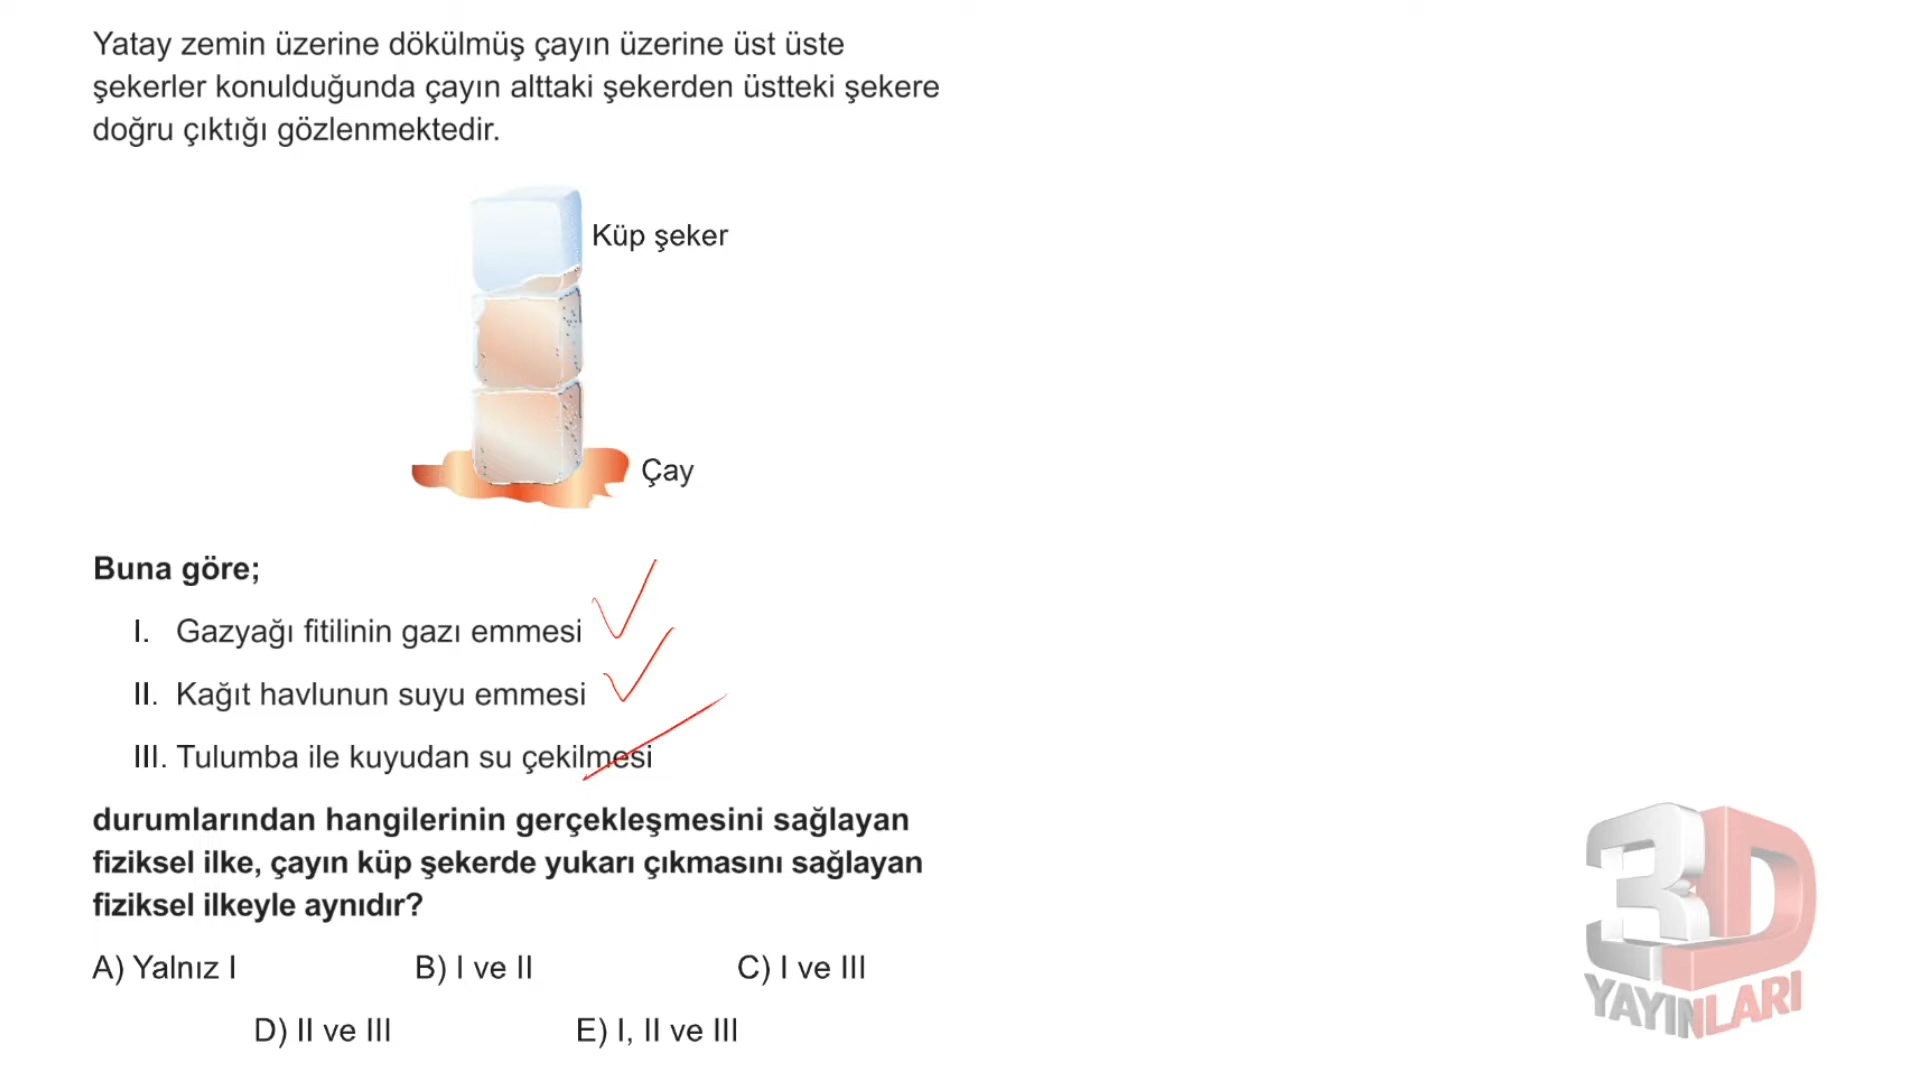 Yatay zemin üzerine dökülmüş çayın üzerine üst üste
şekerler konulduğunda çayın alttaki şekerden üstteki şekere
doğru çıktığı gözlenmektedir.
Küp şeker
Çay
Buna göre;
I. Gazyağı fitilinin gazı emmesi
II. Kağıt havlunun suyu emmesi
III. Tulumba ile kuyudan su çekilmesi
durumlarından hangilerinin gerçekleşmesini sağlayan
fiziksel ilke, çayın küp şekerde yukarı çıkmasını sağlayan
fiziksel ilkeyle aynıdır?
A) Yalnız I B) I ve II C) I ve III
D) II ve III E) I, II ve III
3D
YAYINLARI